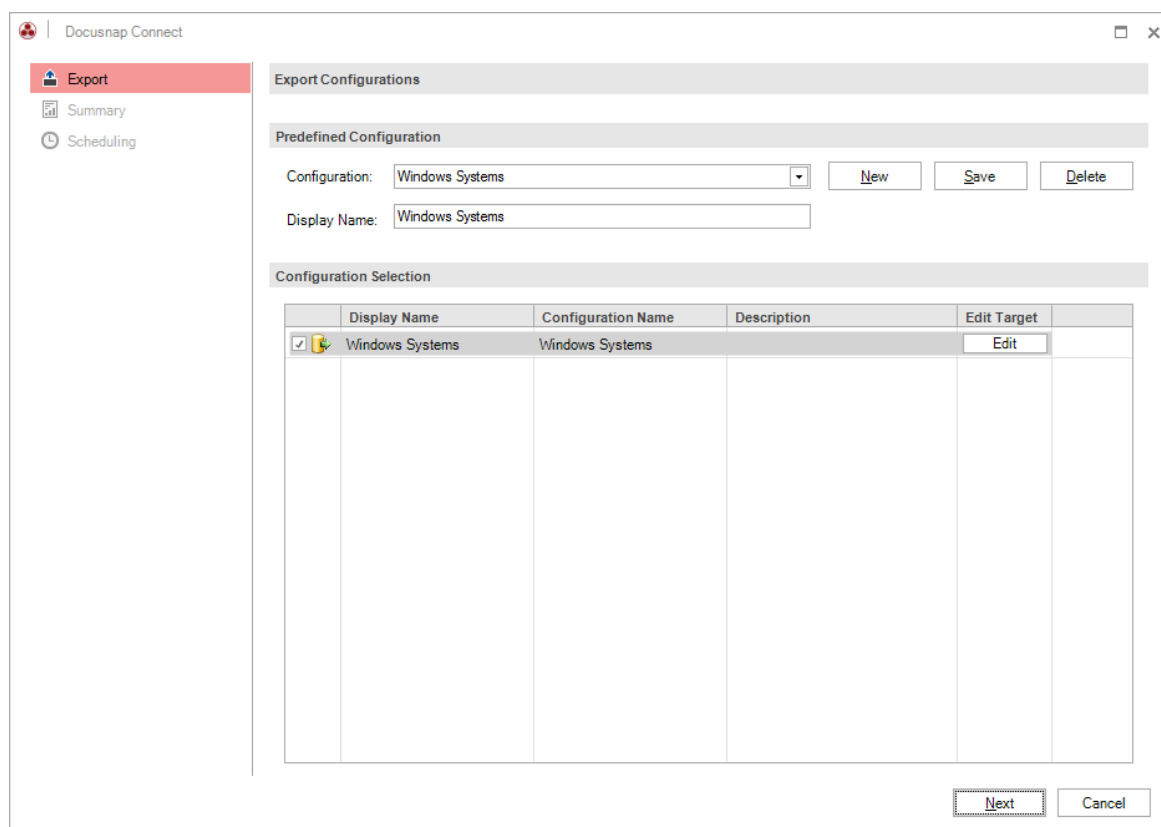 Docusnap Connect
Export
Summary
Scheduling
Export Configurations
Predefined Configuration
Configuration: Windows Systems New Save Delete
Display Name: Windows Systems
Configuration Selection
Display Name Configuration Name Description Edit Target
Windows Systems Windows Systems Edit
Next Cancel